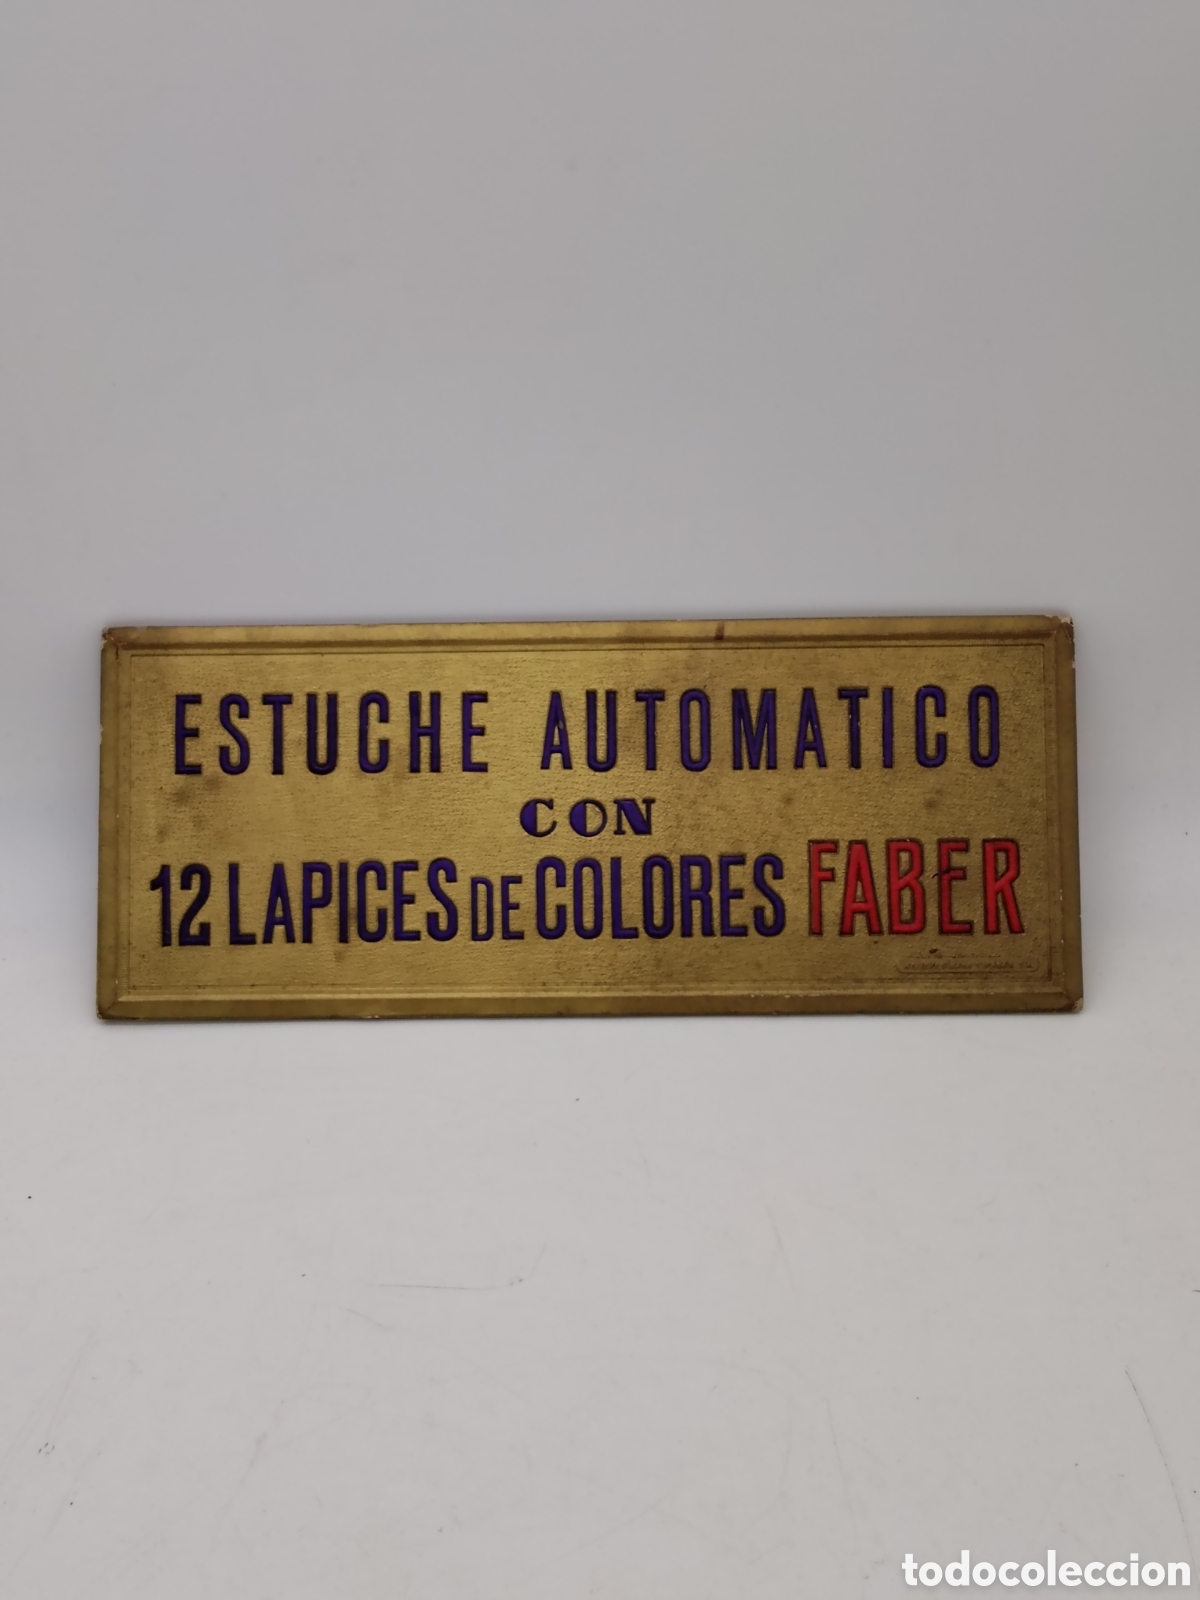 ESTUCHE AUTOMATICO
CON
12 LAPICES DE COLORES FABER
todocoleccion